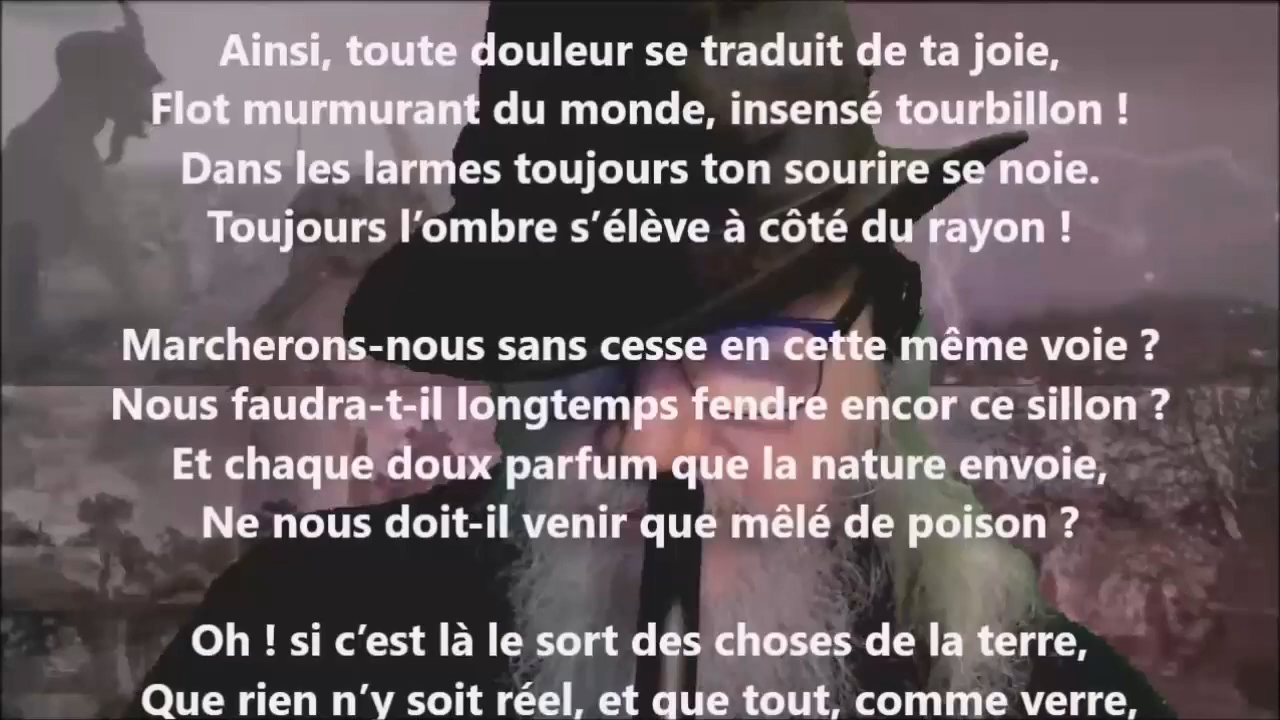 Ainsi, toute douleur se traduit de ta joie,
Flot murmurant du monde, insensé tourbillon !
Dans les larmes toujours ton sourire se noie.
Toujours l’ombre s’élève à côté du rayon !
Marcherons-nous sans cesse en cette même voie ?
Nous faudra-t-il longtemps fendre encor ce sillon ?
Et chaque doux parfum que la nature envoie,
Ne nous doit-il venir que mêlé de poison ?
Oh ! si c’est là le sort des choses de la terre,
Que rien n’y soit réel, et que tout, comme verre,